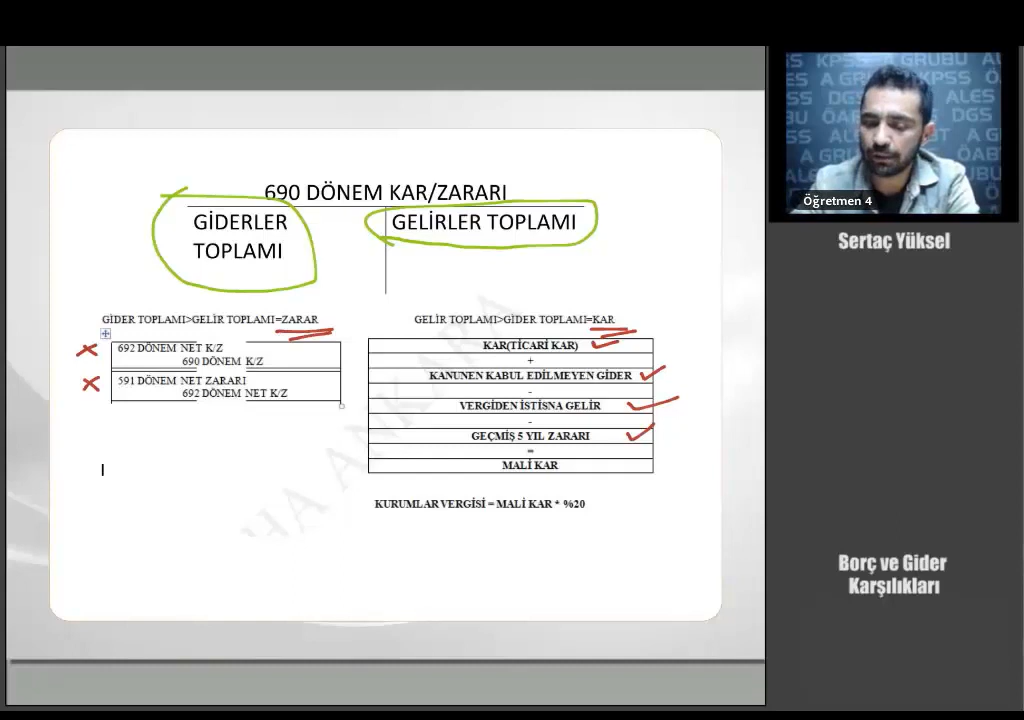 690 DÖNEM KAR/ZARARI
GİDERLER
TOPLAMI
GELİRLER TOPLAMI
GİDER TOPLAMI>GELİR TOPLAMI=ZARAR
692 DÖNEM NET K/Z
690 DÖNEM K/Z
591 DÖNEM NET ZARARI
692 DÖNEM NET K/Z
GELİR TOPLAMI>GİDER TOPLAMI=KAR
KAR(TİCARİ KAR)
+
KANUNEN KABUL EDİLMEYEN GİDER
-
VERGİDEN İSTİSNA GELİR
-
GEÇMİŞ 5 YIL ZARARI
=
MALİ KAR
KURUMLAR VERGİSİ = MALİ KAR * %20
ANKARA
Öğretmen 4
Sertaç Yüksel
Borç ve Gider
Karşılıkları